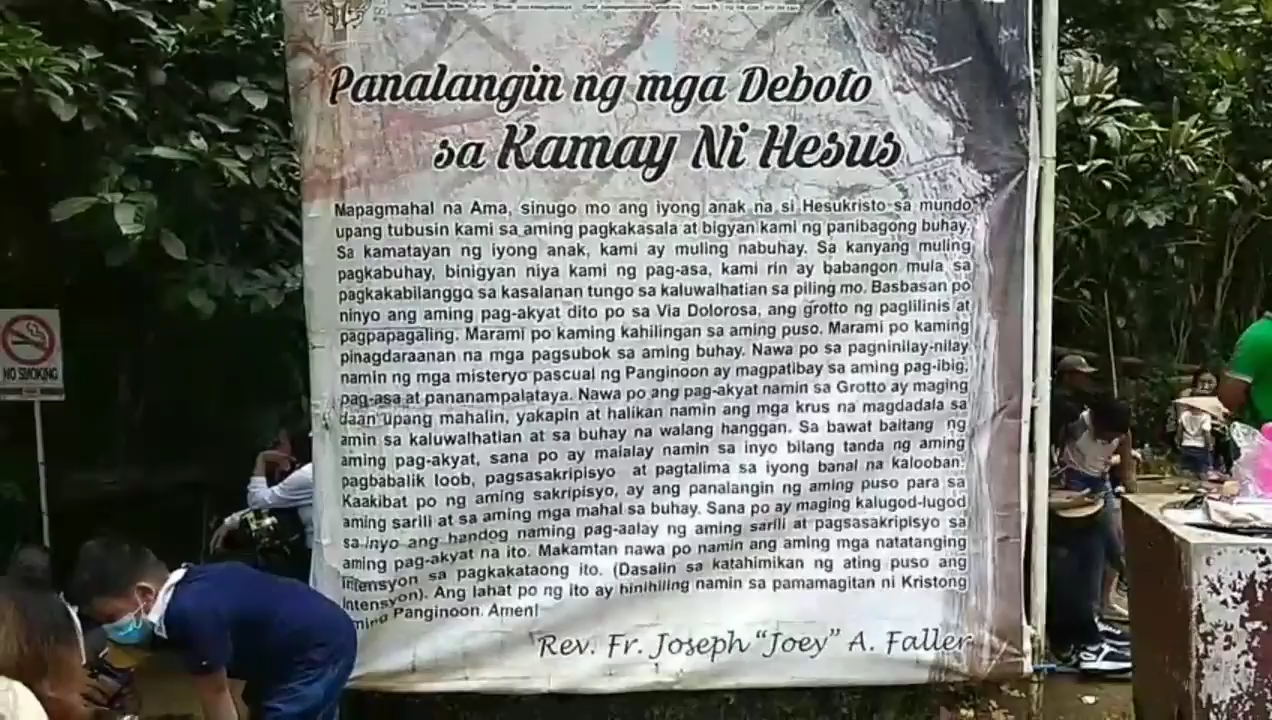 Panalangin ng mga Deboto
sa Kamay Ni Hesus
Mapagmahal na Ama, sinugo mo ang iyong anak na si Hesukristo sa mundo
upang tubusin kami sa aming pagkakasala at bigyan kami ng panibagong buhay.
Sa kamatayan ng iyong anak, kami ay muling nabuhay. Sa kanyang muling
pagkabuhay, binigyan niya kami ng pag-asa, kami rin ay babangon mula sa
pagkakabilanggo sa kasalanan tungo sa kaluwalhatian sa piling mo. Basbasan po
ninyo ang aming pag-akyat dito po sa Via Dolorosa, ang grotto ng paglilinis at
pagpapagaling. Marami po kaming kahilingan sa aming puso. Marami po kaming
pinagdaraanan na mga pagsubok sa aming buhay. Nawa po sa pagninilay-nilay
namin ng mga misteryo pascual ng Panginoon ay magpatibay sa aming pag-ibig,
pag-asa at pananampalataya. Nawa po ang pag-akyat namin sa Grotto ay maging
daan upang mahalin, yakapin at halikan namin ang mga krus na magdadala sa
amin sa kaluwalhatian at sa buhay na walang hanggan. Sa bawat baitang ng
aming pag-akyat, sana po ay maialay namin sa inyo bilang tanda ng aming
pagbabalik loob, pagsasakripisyo at pagtalima sa iyong banal na kalooban.
Kaakibat po ng aming sakripisyo, ay ang panalangin ng aming puso para sa
aming sarili at sa aming mga mahal sa buhay. Sana po ay maging kalugod-lugod
sa Inyo ang handog naming pag-aalay ng aming sarili at pagsasakripisyo sa
aming pag-akyat na ito. Makamtan nawa po namin ang aming mga natatanging
intensyon sa pagkakataong ito. (Dasalin sa katahimikan ng ating puso ang
Intensyon). Ang lahat po ng ito ay hinihiling namin sa pamamagitan ni Kristong
Panginoon. Amen!
Rev. Fr. Joseph "Joey" A. Faller
NO SMOKING